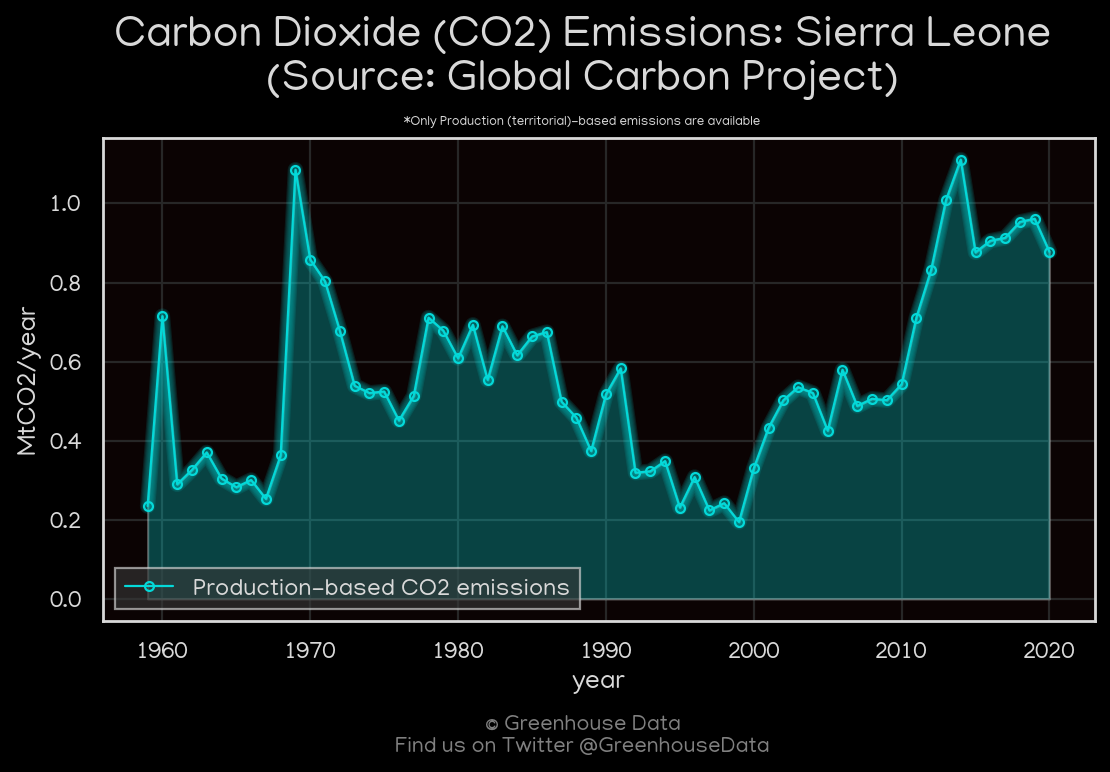 Carbon Dioxide (CO2) Emissions: Sierra Leone
(Source: Global Carbon Project)
*Only Production (territorial)-based emissions are available
MtCO2/year
1.0
0.8
0.6
0.4
0.2
0.0
Production-based CO2 emissions
1960 1970 1980 1990 2000 2010 2020
year
© Greenhouse Data
Find us on Twitter @GreenhouseData